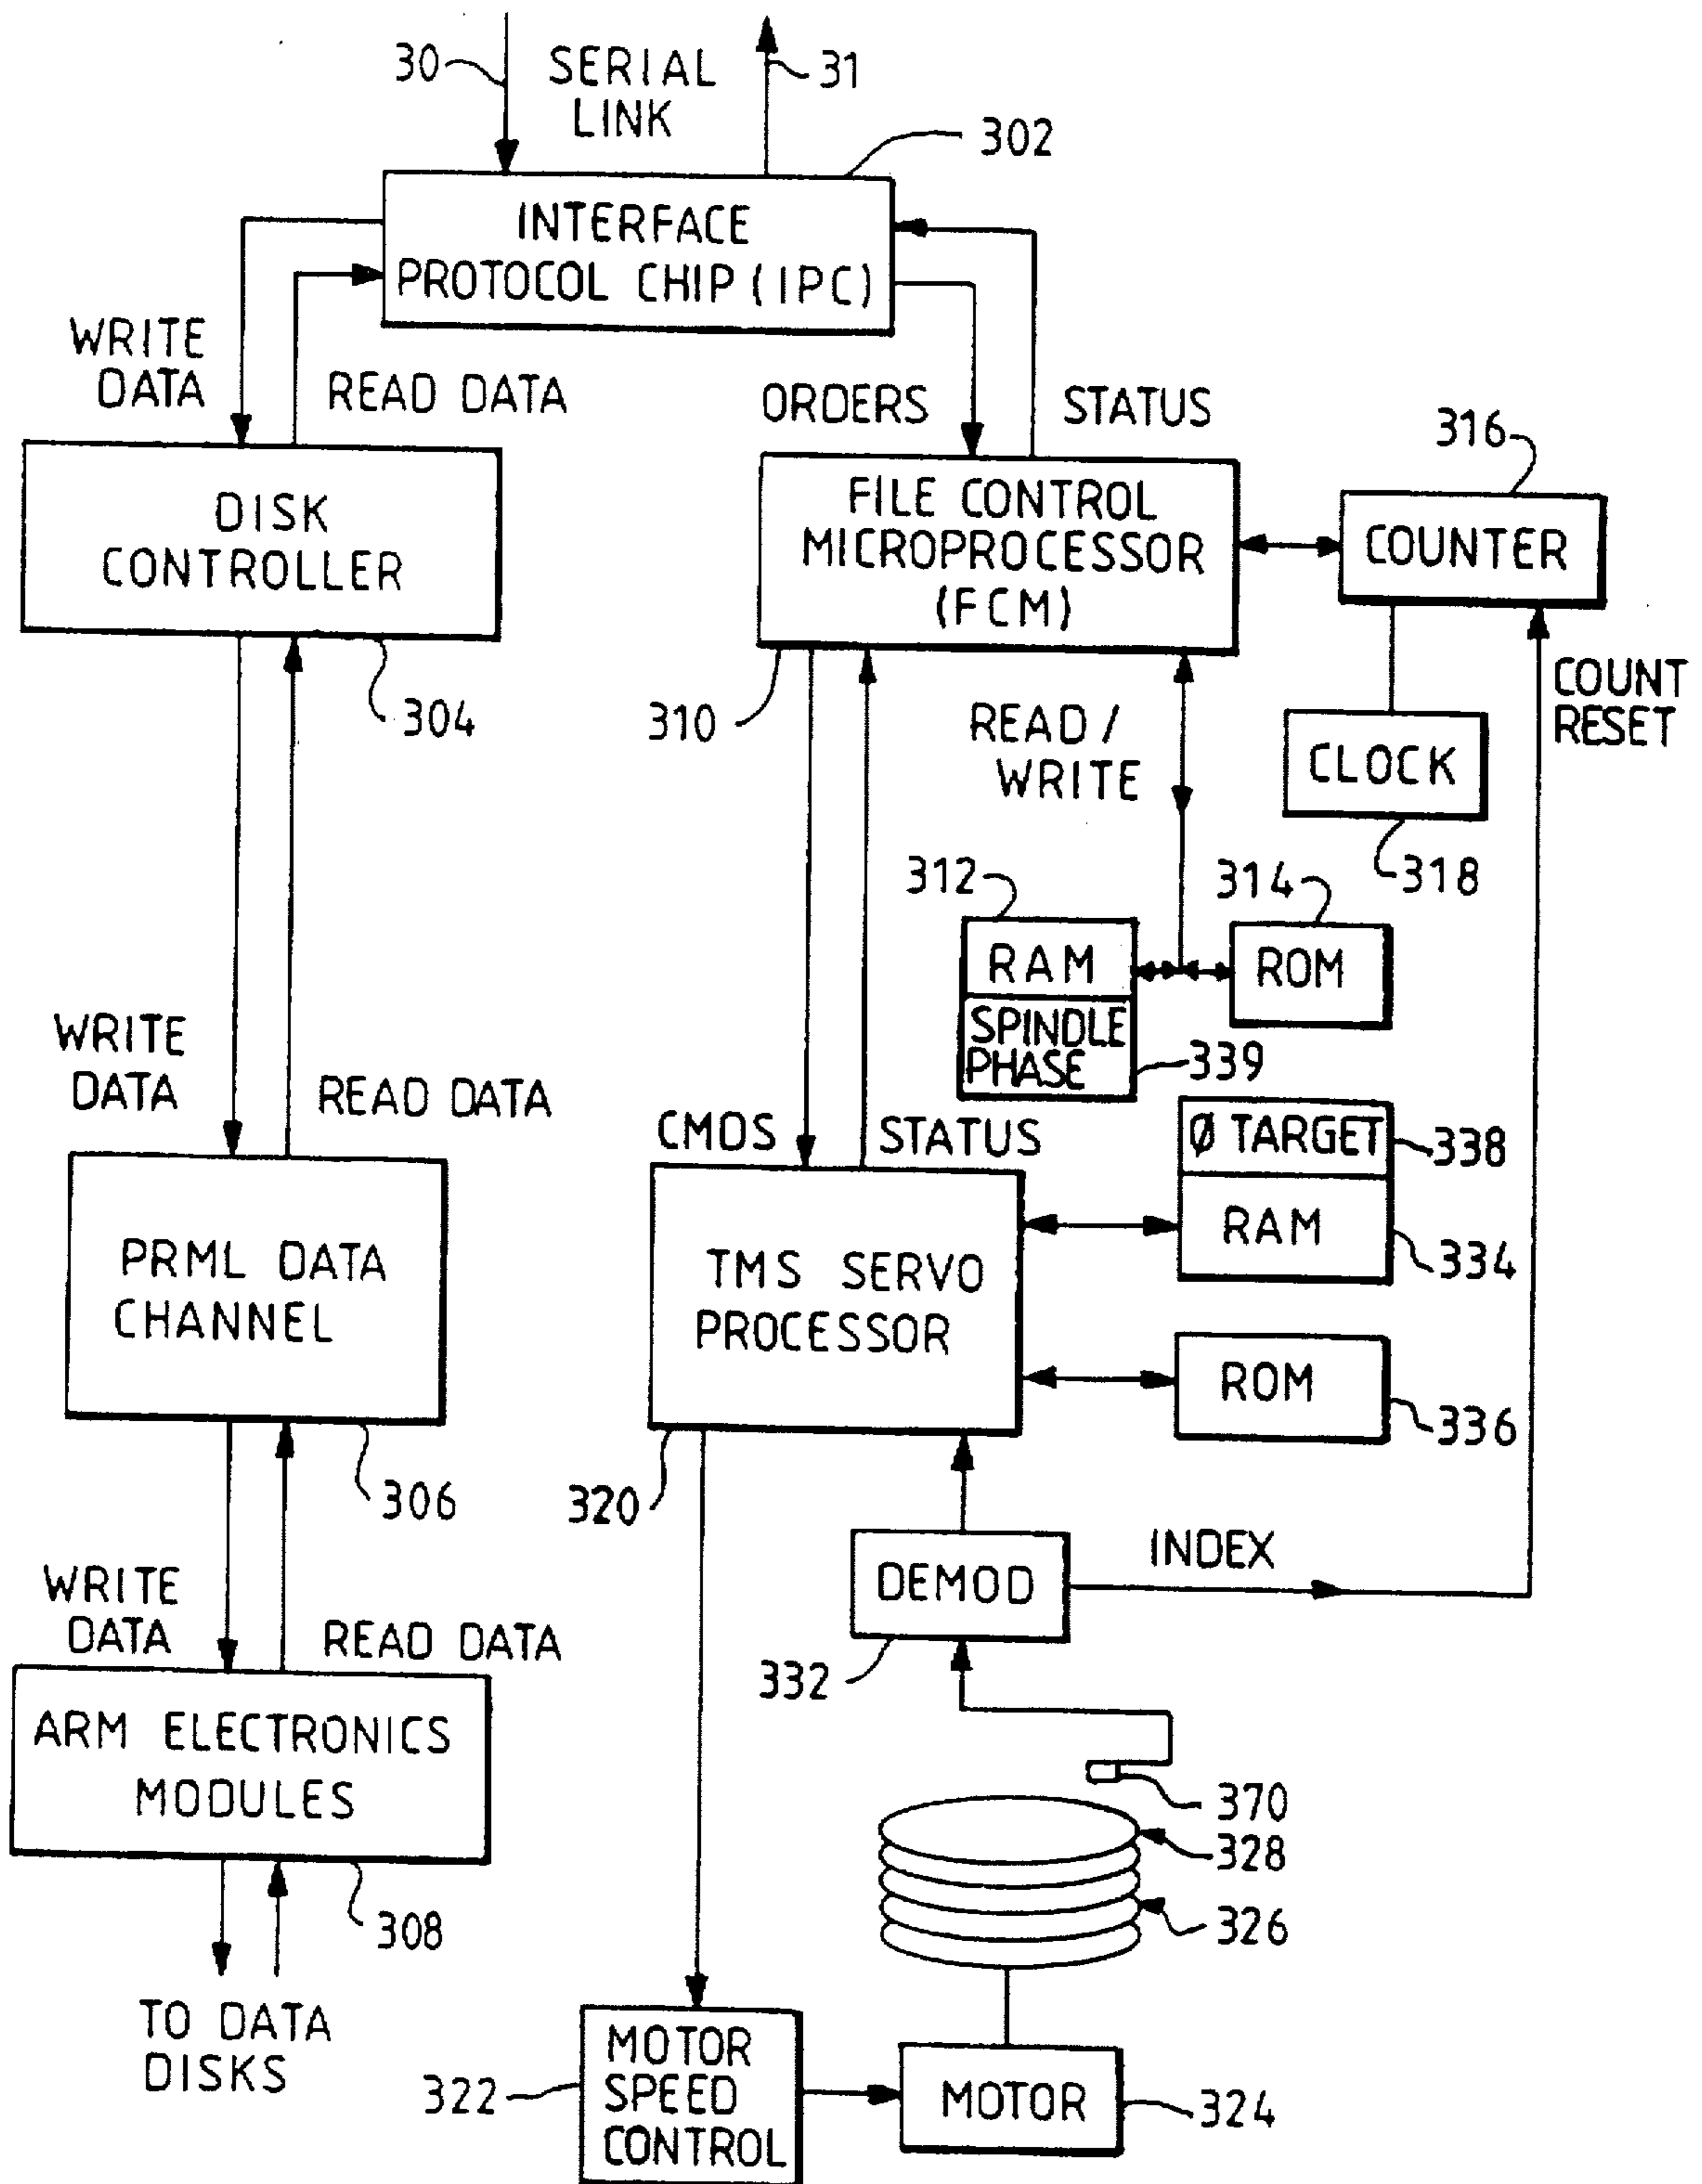 30
SERIAL
LINK
31
302
INTERFACE
PROTOCOL CHIP (IPC)
WRITE
DATA
READ DATA
ORDERS
STATUS
316
DISK
CONTROLLER
FILE CONTROL
MICROPROCESSOR
(FCM)
COUNTER
304
310
READ /
WRITE
COUNT
RESET
CLOCK
318
312
314
RAM
ROM
SPINDLE
PHASE
339
WRITE
DATA
READ DATA
CMOS
STATUS
Ø TARGET
338
RAM
334
PRML DATA
CHANNEL
TMS SERVO
PROCESSOR
ROM
336
306
320
INDEX
DEMOD
WRITE
DATA
READ DATA
332
ARM ELECTRONICS
MODULES
370
328
326
308
TO DATA
DISKS
MOTOR
SPEED
CONTROL
322
MOTOR
324